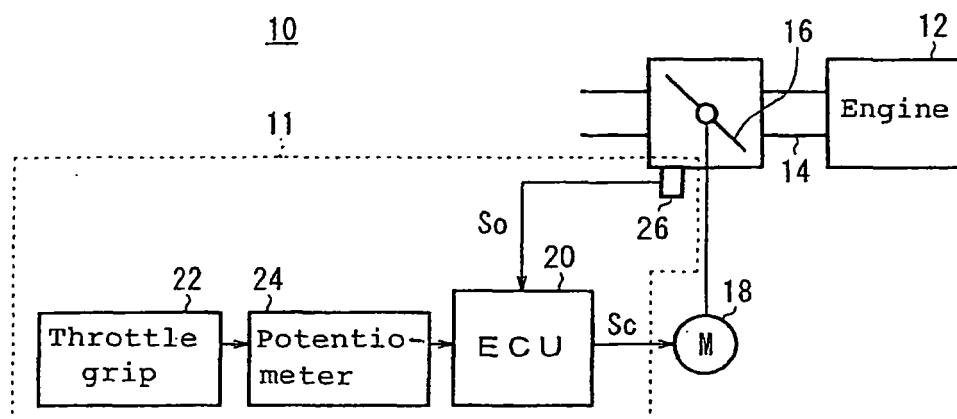 10
16
12
Engine
11
14
26
So
22
24
20
18
Throttle
grip
Potentio-
meter
ECU
Sc
M